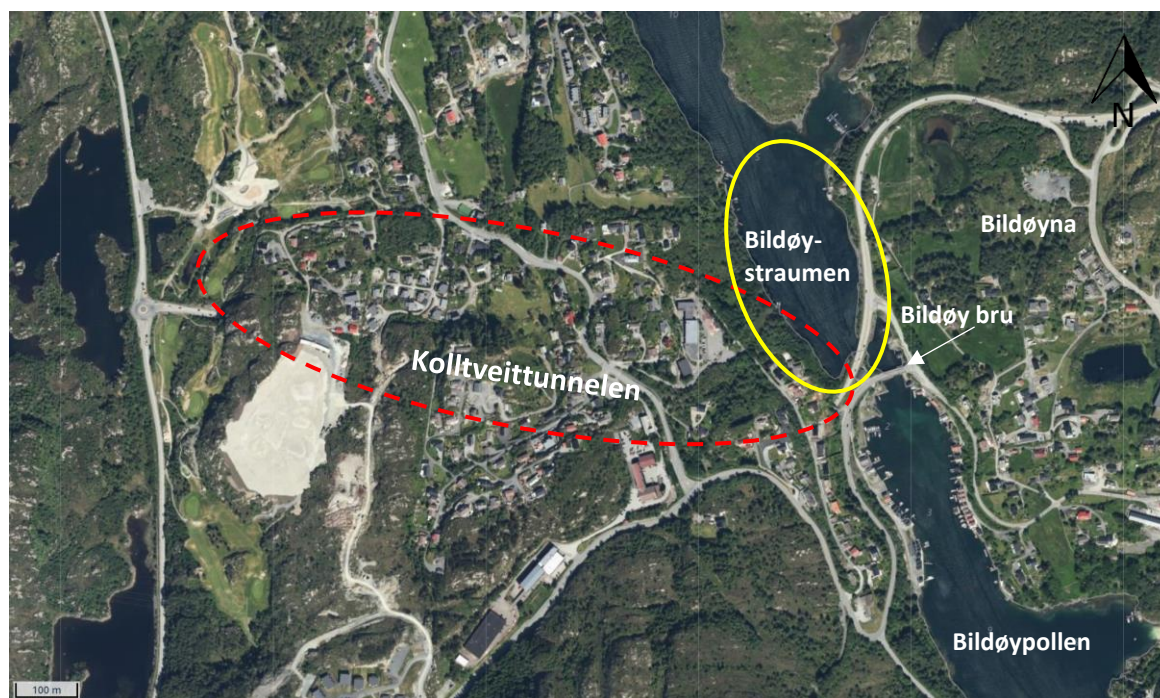 N
Bildøyna
Bildøy-
straumen
Bildøy bru
Kolltveittunnelen
Bildøypollen
100 m